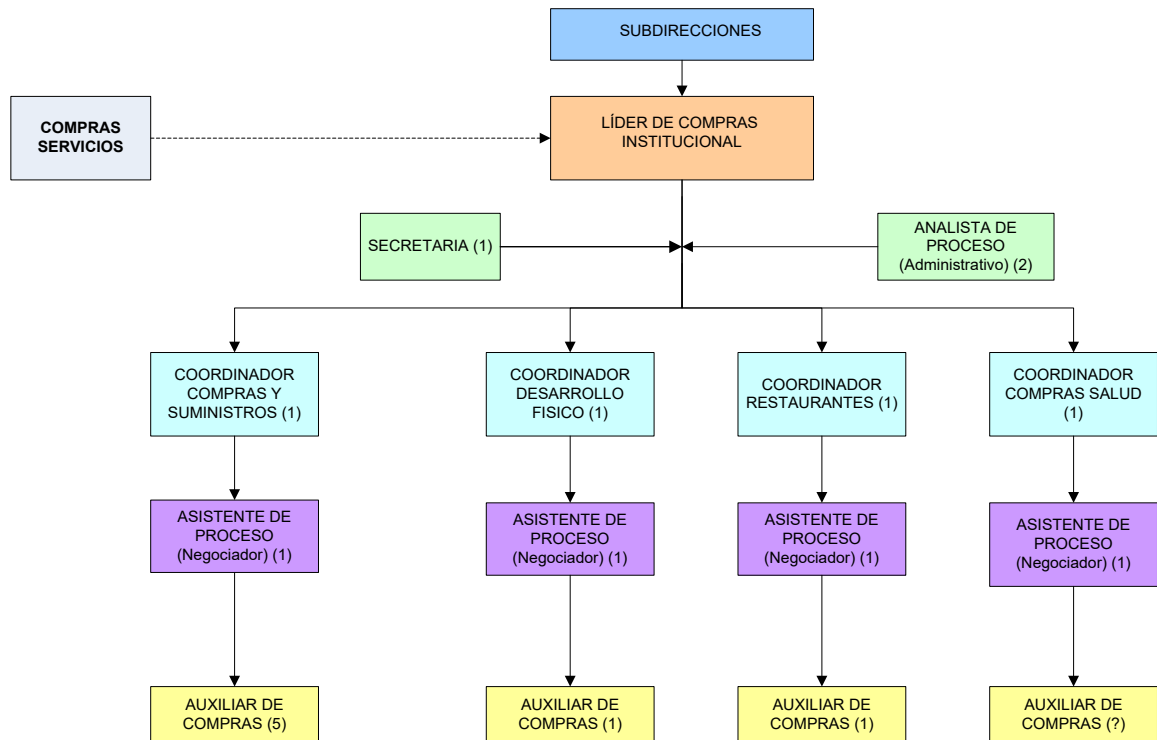 SUBDIRECCIONES
COMPRAS
SERVICIOS
LÍDER DE COMPRAS
INSTITUCIONAL
SECRETARIA (1)
ANALISTA DE
PROCESO
(Administrativo) (2)
COORDINADOR
COMPRAS Y
SUMINISTROS (1)
COORDINADOR
DESARROLLO
FISICO (1)
COORDINADOR
RESTAURANTES (1)
COORDINADOR
COMPRAS SALUD
(1)
ASISTENTE DE
PROCESO
(Negociador) (1)
ASISTENTE DE
PROCESO
(Negociador) (1)
ASISTENTE DE
PROCESO
(Negociador) (1)
ASISTENTE DE
PROCESO
(Negociador) (1)
AUXILIAR DE
COMPRAS (5)
AUXILIAR DE
COMPRAS (1)
AUXILIAR DE
COMPRAS (1)
AUXILIAR DE
COMPRAS (?)